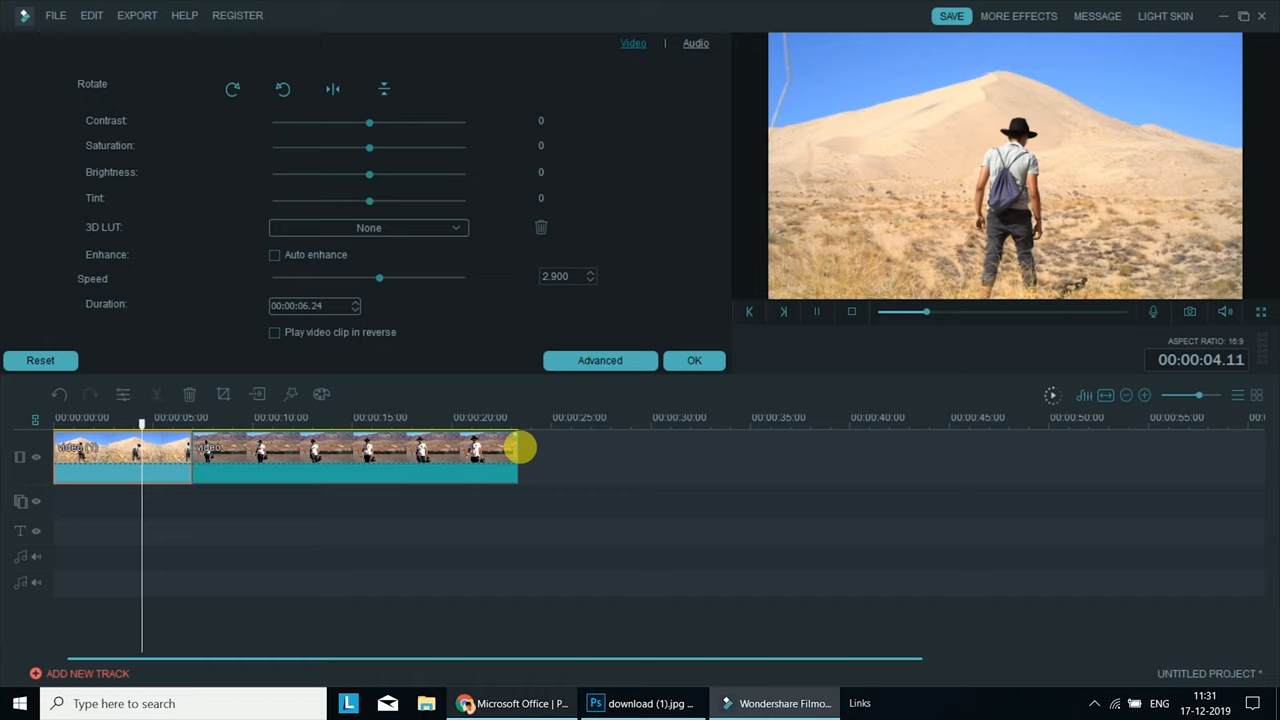 FILE EDIT EXPORT HELP REGISTER SAVE MORE EFFECTS MESSAGE LIGHT SKIN
Video | Audio
Rotate
Contrast: 0
Saturation: 0
Brightness: 0
Tint: 0
3D LUT: None
Enhance: Auto enhance
Speed 2.900
Duration: 00:00:06.24
Play video clip in reverse
ASPECT RATIO: 16:9
Reset Advanced OK 00:00:04.11
00:00:00:00 00:00:05:00 00:00:10:00 00:00:15:00 00:00:20:00 00:00:25:00 00:00:30:00 00:00:35:00 00:00:40:00 00:00:45:00 00:00:50:00 00:00:55:00
video (1) video
ADD NEW TRACK UNTITLED PROJECT *
Type here to search L Microsoft Office | P... Ps download (1).jpg ... Wondershare Filmo... Links ENG 11:31
17-12-2019